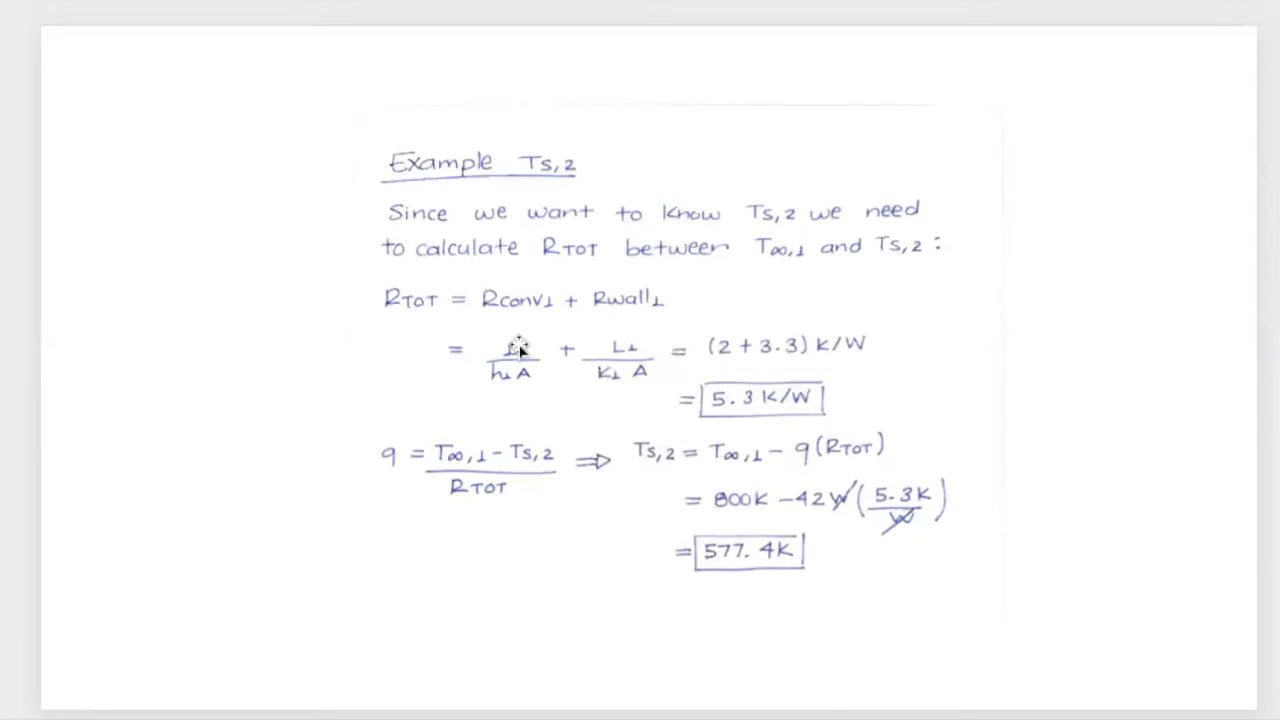 Example Ts,2
Since we want to know Ts,2 we need
to calculate RTOT between T∞,1 and Ts,2 :
RTOT = Rconv1 + Rwall1
= 1/h1 A + L1/K1 A = (2 + 3.3) K/W
= 5.3 K/W
q = T∞,1 - Ts,2/RTOT ⇒ Ts,2 = T∞,1 - q(RTOT)
= 800K - 42W (5.3K/W)
= 577.4K